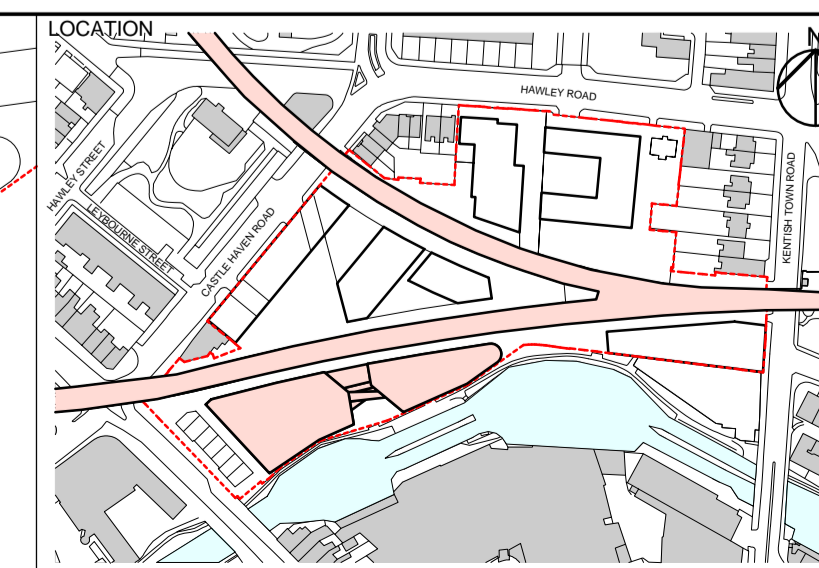 LOCATION
N
HAWLEY ROAD
HAWLEY STREET
LEYBOURNE STREET
CASTLE HAVEN ROAD
KENTISH TOWN ROAD